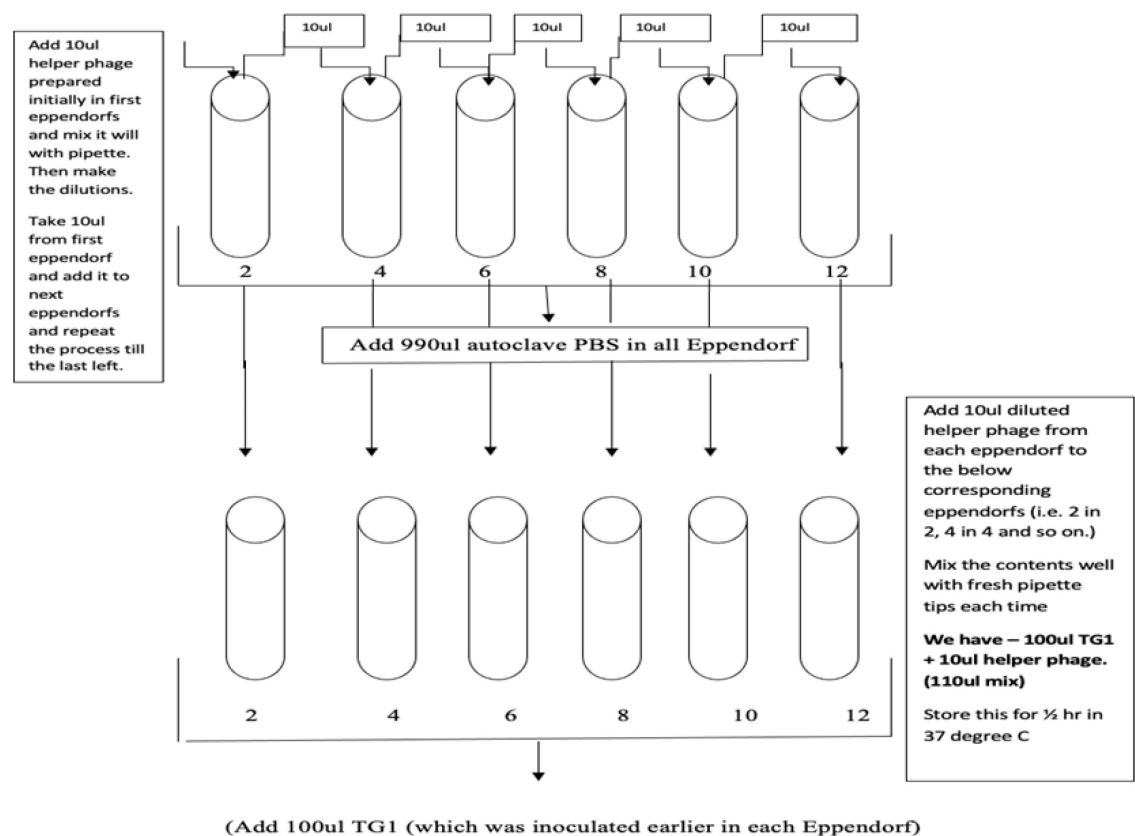 10ul
10ul
10ul
10ul
10ul
Add 10ul
helper phage
prepared
initially in first
eppendorfs
and mix it will
with pipette.
Then make
the dilutions.
Take 10ul
from first
eppendorf
and add it to
next
eppendorfs
and repeat
the process till
the last left.
2
4
6
8
10
12
Add 990ul autoclave PBS in all Eppendorf
Add 10ul diluted
helper phage from
each eppendorf to
the below
corresponding
eppendorfs (i.e. 2 in
2, 4 in 4 and so on.)
Mix the contents well
with fresh pipette
tips each time
We have – 100ul TG1
+ 10ul helper phage.
(110ul mix)
Store this for ½ hr in
37 degree C
2
4
6
8
10
12
(Add 100ul TG1 (which was inoculated earlier in each Eppendorf)